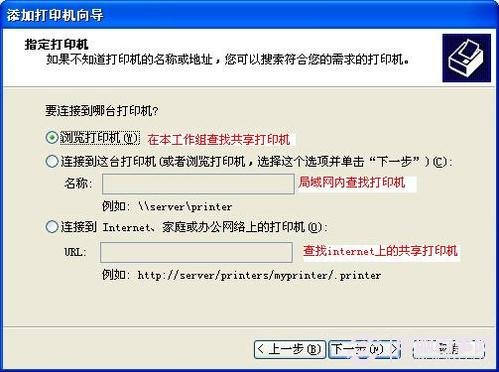 添加打印机向导
指定打印机
如果不知道打印机的名称或地址，您可以搜索符合您的需求的打印机。
要连接到哪台打印机?
浏览打印机(W) 在本工作组查找共享打印机
连接到这台打印机(或者浏览打印机，选择这个选项并单击“下一步”)(C):
名称: 局域网内查找打印机
例如: \\server\printer
连接到 Internet、家庭或办公网络上的打印机(O):
URL: 查找internet上的共享打印机
例如: http://server/printers/myprinter/.printer
<上一步(B) 下一步(N)>